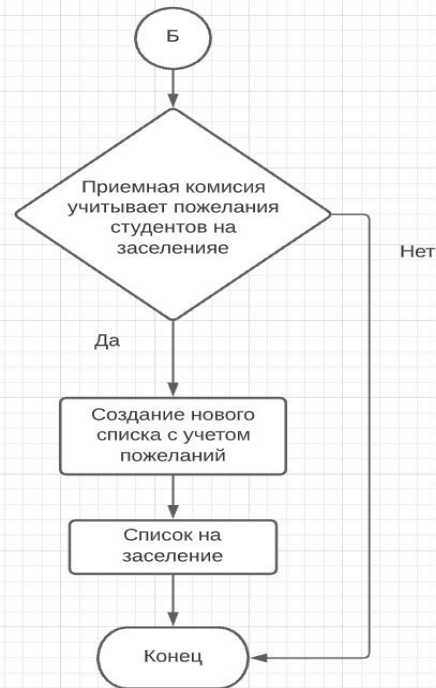 Б
Приемная комисия
учитывает пожелания
студентов на
заселенияе
Нет
Да
Создание нового
списка с учетом
пожеланий
Список на
заселение
Конец